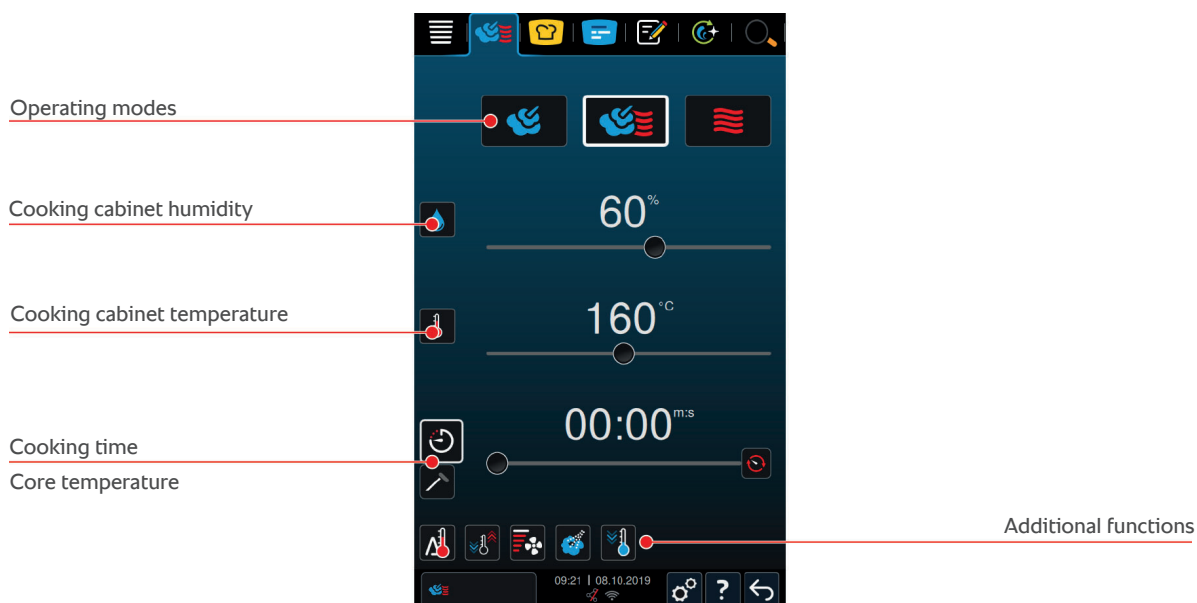 Operating modes
Cooking cabinet humidity
60%
Cooking cabinet temperature
160°C
00:00 m:s
Cooking time
Core temperature
Additional functions
09:21 | 08.10.2019
?